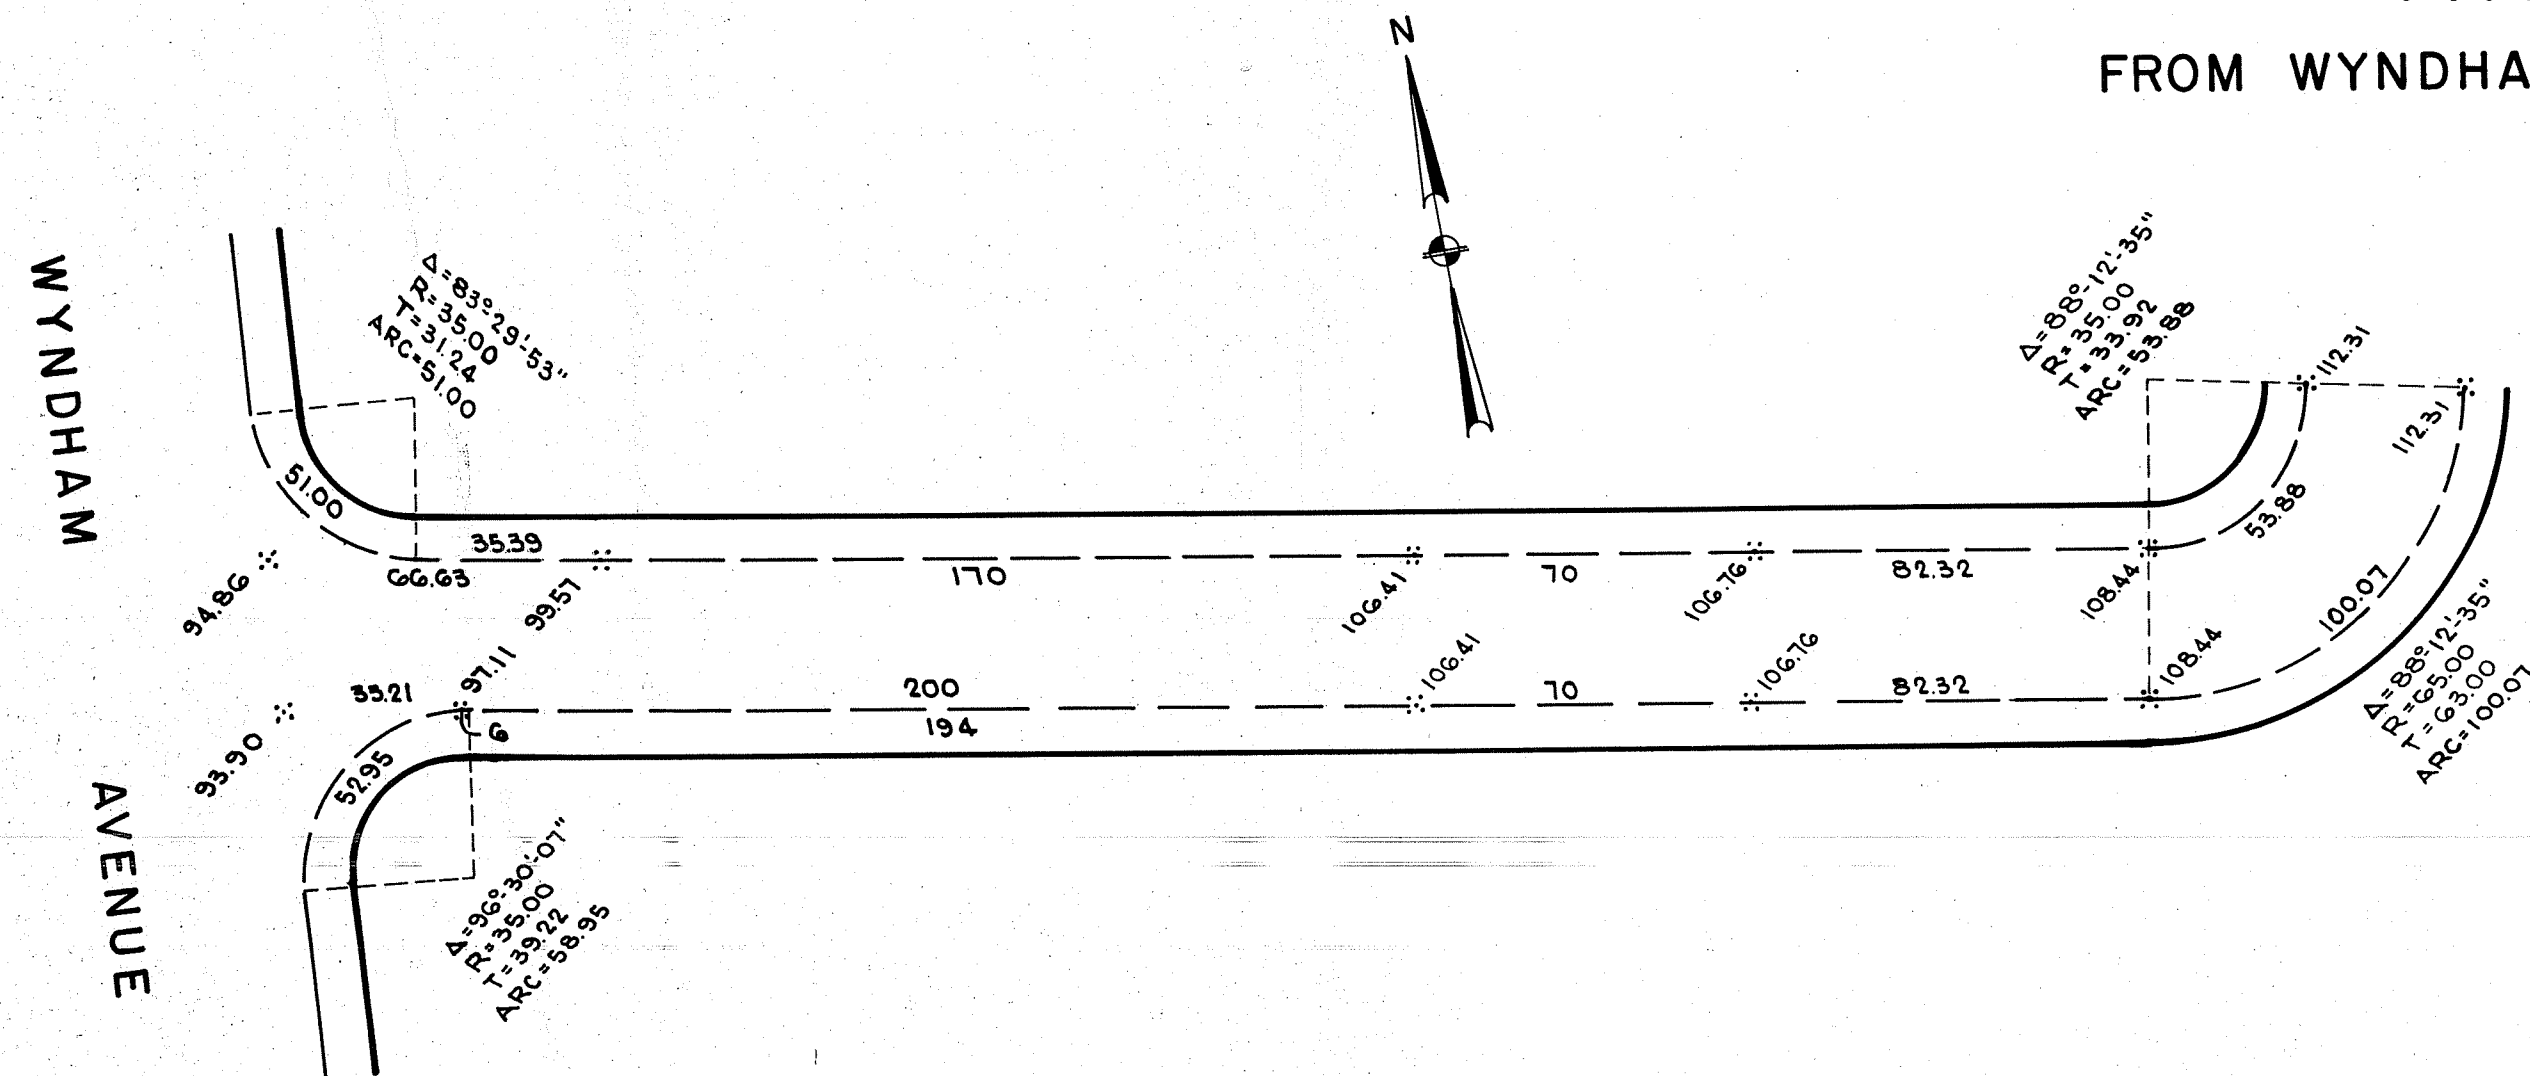 N
FROM WYNDHA
WYNDHAM
AVENUE
Δ=83°-29'-53"
R=35.00
T=31.24
ARC=51.00
Δ=88°-12'-35"
R=35.00
T=33.92
ARC=53.88
112.31
112.31
51.00
35.39
53.88
66.63
170
70
82.32
94.86
99.57
106.41
106.76
108.44
100.07
97.11
106.41
106.76
108.44
35.21
200
70
82.32
6
194
93.90
52.95
Δ=88°-12'-35"
R=65.00
T=63.00
ARC=100.07
Δ=96°-30'-07"
R=35.00
T=39.22
ARC=58.95